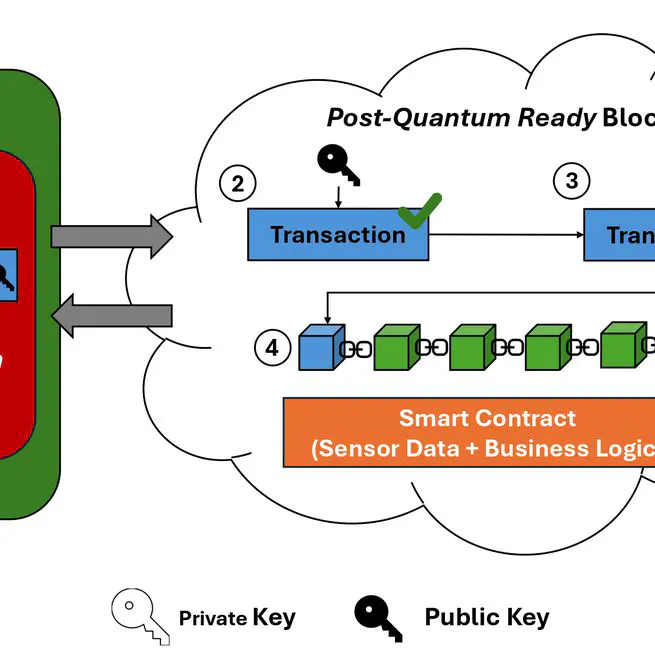 Post-Quantum Ready Bloc
2
3
Transaction
Tran
4
Smart Contract
(Sensor Data + Business Logic
Private Key
Public Key